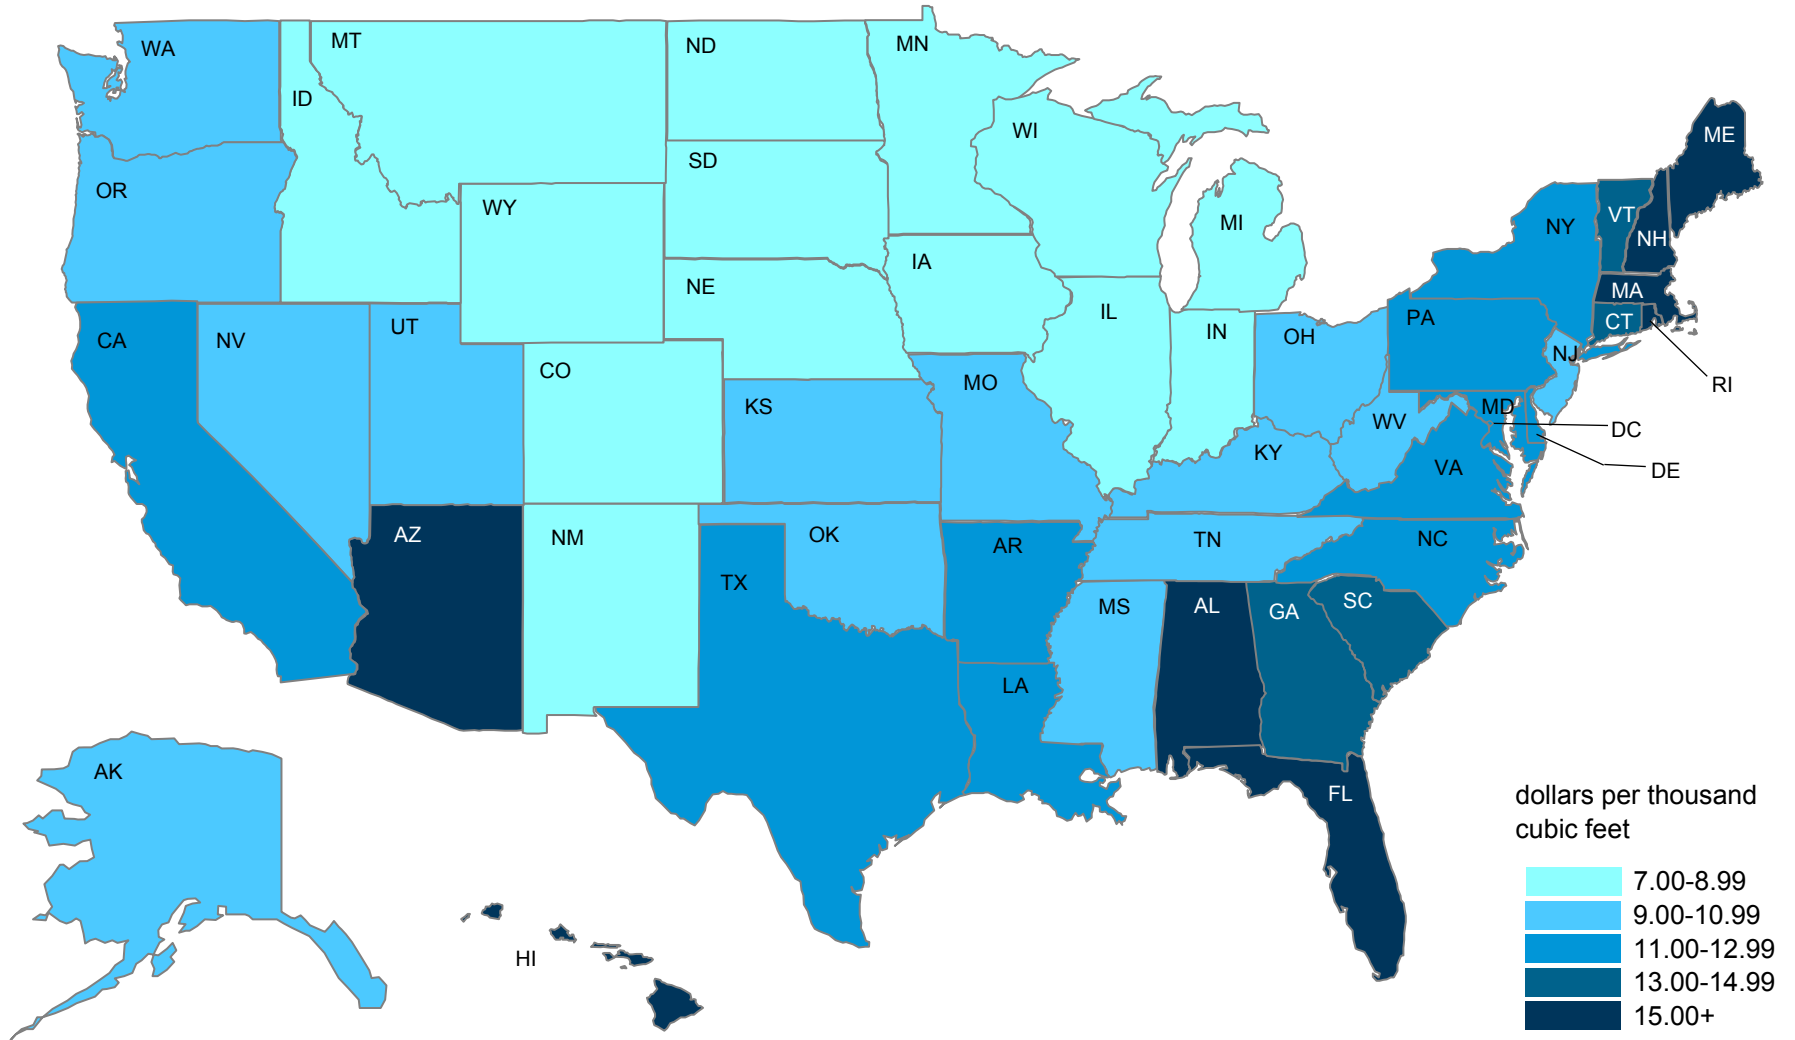 WA
MT
ND
MN
ID
WI
ME
OR
SD
WY
MI
VT
NY
NH
IA
NE
MA
IL
CT
PA
CA
NV
UT
IN
OH
NJ
CO
MO
RI
KS
MD
WV
DC
KY
VA
DE
AZ
NM
OK
AR
TN
NC
TX
MS
AL
GA
SC
LA
AK
FL
HI
dollars per thousand
cubic feet
7.00-8.99
9.00-10.99
11.00-12.99
13.00-14.99
15.00+